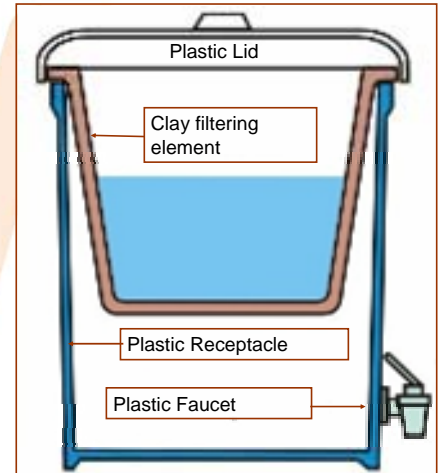 Plastic Lid
Clay filtering
element
Plastic Receptacle
Plastic Faucet